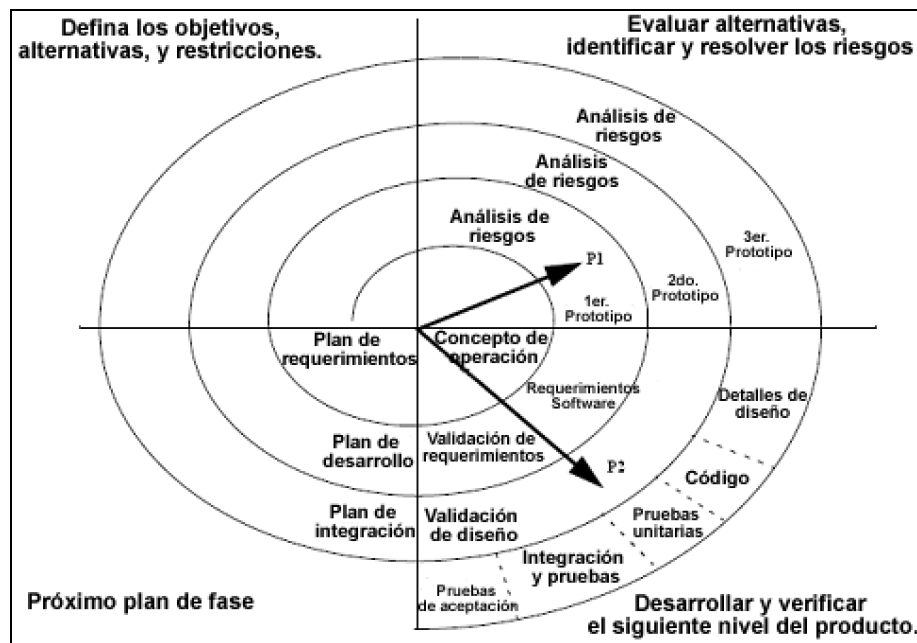 Defina los objetivos,
alternativas, y restricciones.
Evaluar alternativas,
identificar y resolver los riesgos
Análisis de
riesgos
Análisis
de riesgos
Análisis de
riesgos
P1
3er.
Prototipo
2do.
Prototipo
1er.
Prototipo
Plan de
requerimientos
Concepto de
operación
Requerimientos
Software
Detalles de
diseño
Plan de
desarrollo
Validación de
requerimientos
P2
Código
Plan de
integración
Validación
de diseño
Pruebas
unitarias
Integración
y pruebas
Pruebas
de aceptación
Próximo plan de fase
Desarrollar y verificar
el siguiente nivel del producto.